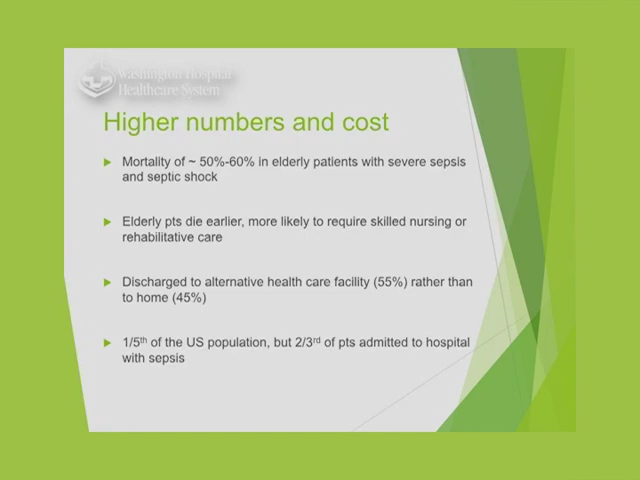 Washington Hospital
Healthcare System
Higher numbers and cost
Mortality of ~ 50%-60% in elderly patients with severe sepsis
and septic shock
Elderly pts die earlier, more likely to require skilled nursing or
rehabilitative care
Discharged to alternative health care facility (55%) rather than
to home (45%)
1/5th of the US population, but 2/3rd of pts admitted to hospital
with sepsis